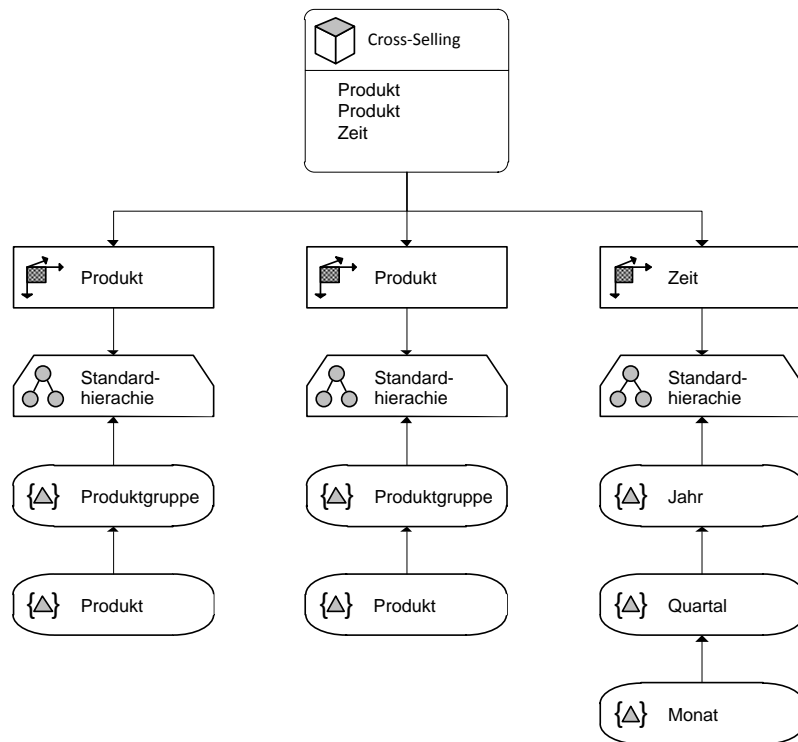 Cross-Selling
Produkt
Produkt
Zeit
Produkt
Produkt
Zeit
Standard-
hierachie
Standard-
hierachie
Standard-
hierachie
Produktgruppe
Produktgruppe
Jahr
Produkt
Produkt
Quartal
Monat